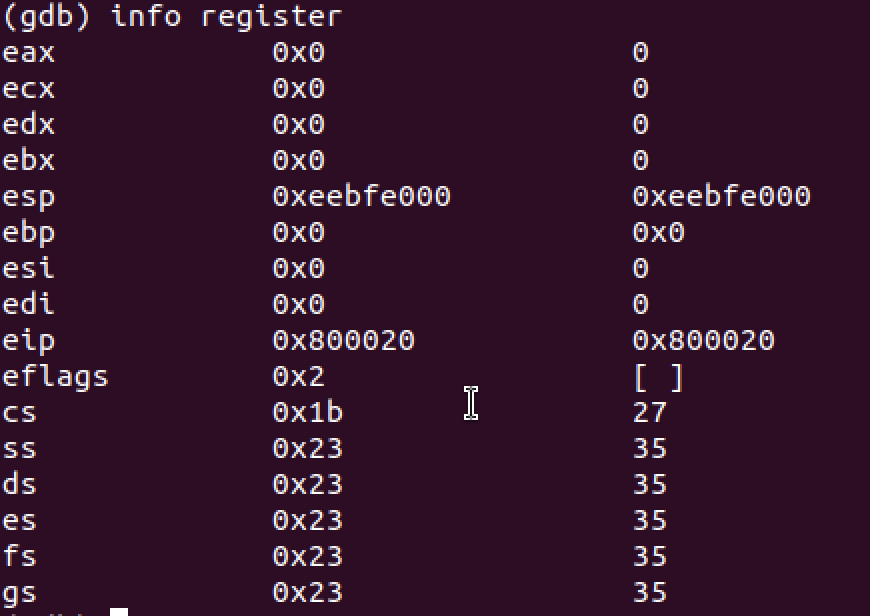 (gdb) info register
eax 0x0 0
ecx 0x0 0
edx 0x0 0
ebx 0x0 0
esp 0xeebfe000 0xeebfe000
ebp 0x0 0x0
esi 0x0 0
edi 0x0 0
eip 0x800020 0x800020
eflags 0x2 [ ]
cs 0x1b 27
ss 0x23 35
ds 0x23 35
es 0x23 35
fs 0x23 35
gs 0x23 35